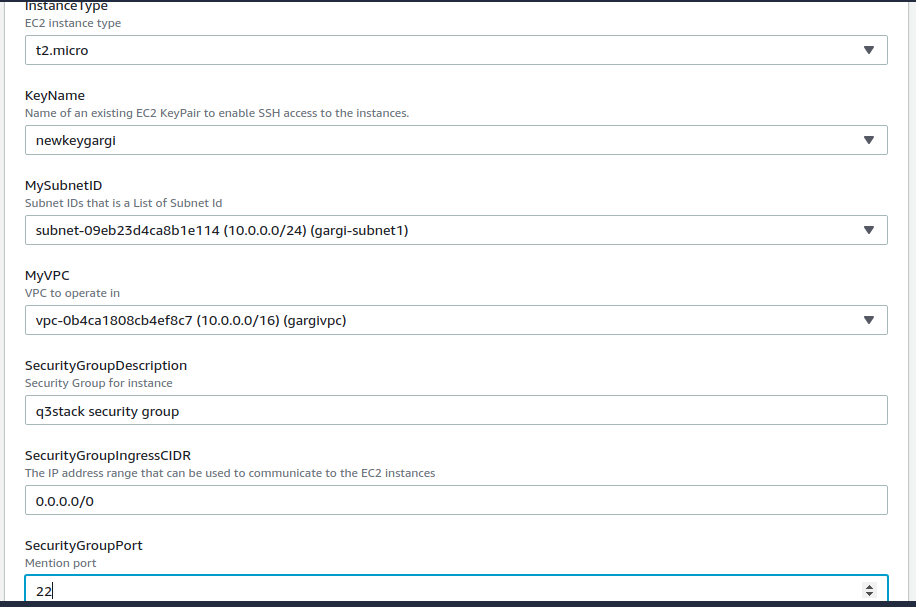 InstanceType
EC2 instance type
t2.micro
KeyName
Name of an existing EC2 KeyPair to enable SSH access to the instances.
newkeygargi
MySubnetID
Subnet IDs that is a List of Subnet Id
subnet-09eb23d4ca8b1e114 (10.0.0.0/24) (gargi-subnet1)
MyVPC
VPC to operate in
vpc-0b4ca1808cb4ef8c7 (10.0.0.0/16) (gargivpc)
SecurityGroupDescription
Security Group for instance
q3stack security group
SecurityGroupIngressCIDR
The IP address range that can be used to communicate to the EC2 instances
0.0.0.0/0
SecurityGroupPort
Mention port
22